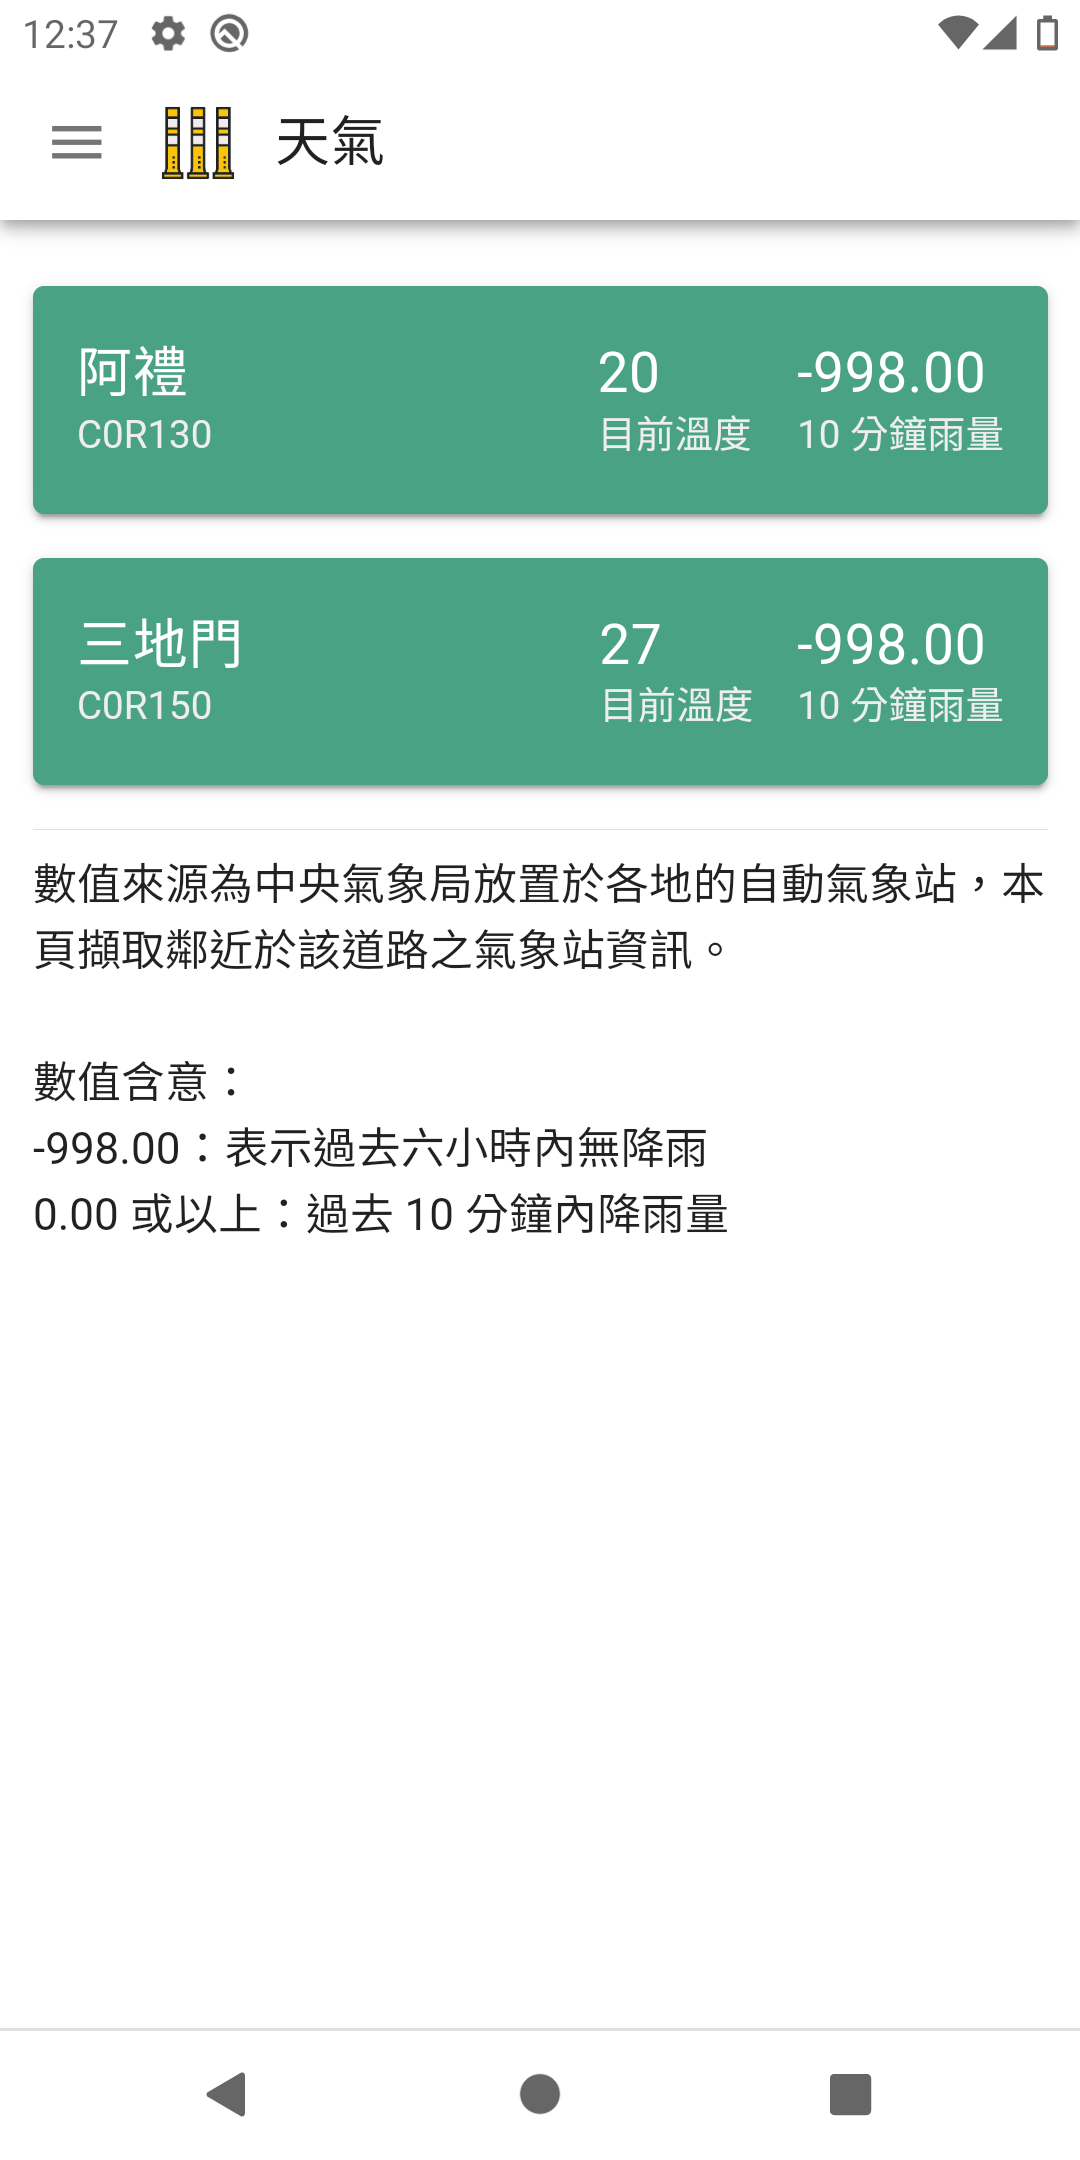 12:37
天氣
阿禮
C0R130
20
目前溫度
-998.00
10 分鐘雨量
三地門
C0R150
27
目前溫度
-998.00
10 分鐘雨量
數值來源為中央氣象局放置於各地的自動氣象站，本
頁擷取鄰近於該道路之氣象站資訊。
數值含意：
-998.00：表示過去六小時內無降雨
0.00 或以上：過去 10 分鐘內降雨量